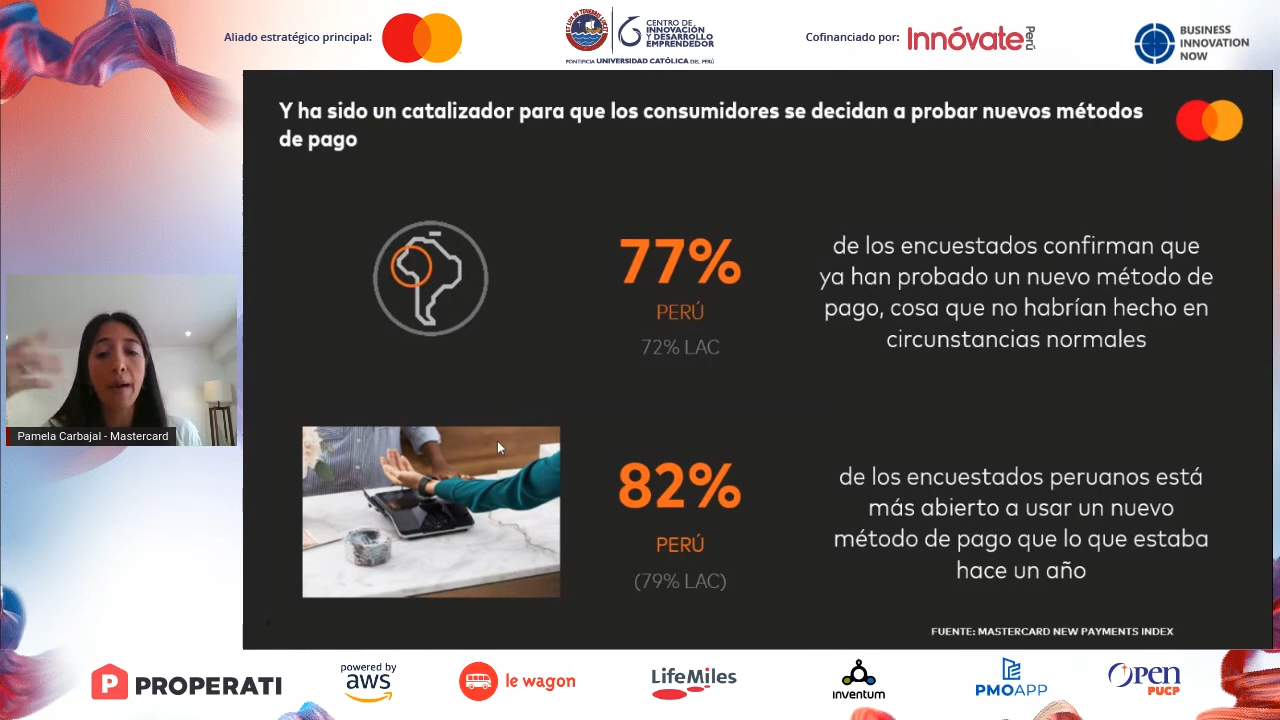 Aliado estratégico principal:
CENTRO DE
INNOVACIÓN
Y DESARROLLO
EMPRENDEDOR
PONTIFICIA UNIVERSIDAD CATÓLICA DEL PERÚ
Cofinanciado por:
Innóvate Perú
BUSINESS
INNOVATION
NOW
Y ha sido un catalizador para que los consumidores se decidan a probar nuevos métodos
de pago
77%
PERÚ
72% LAC
de los encuestados confirman que
ya han probado un nuevo método de
pago, cosa que no habrían hecho en
circunstancias normales
Pamela Carbajal - Mastercard
82%
PERÚ
(79% LAC)
de los encuestados peruanos está
más abierto a usar un nuevo
método de pago que lo que estaba
hace un año
FUENTE: MASTERCARD NEW PAYMENTS INDEX
PROPERATI
powered by
aws
le wagon
LifeMiles
INVENTUM
PMOAPP
OPEN
PUCP